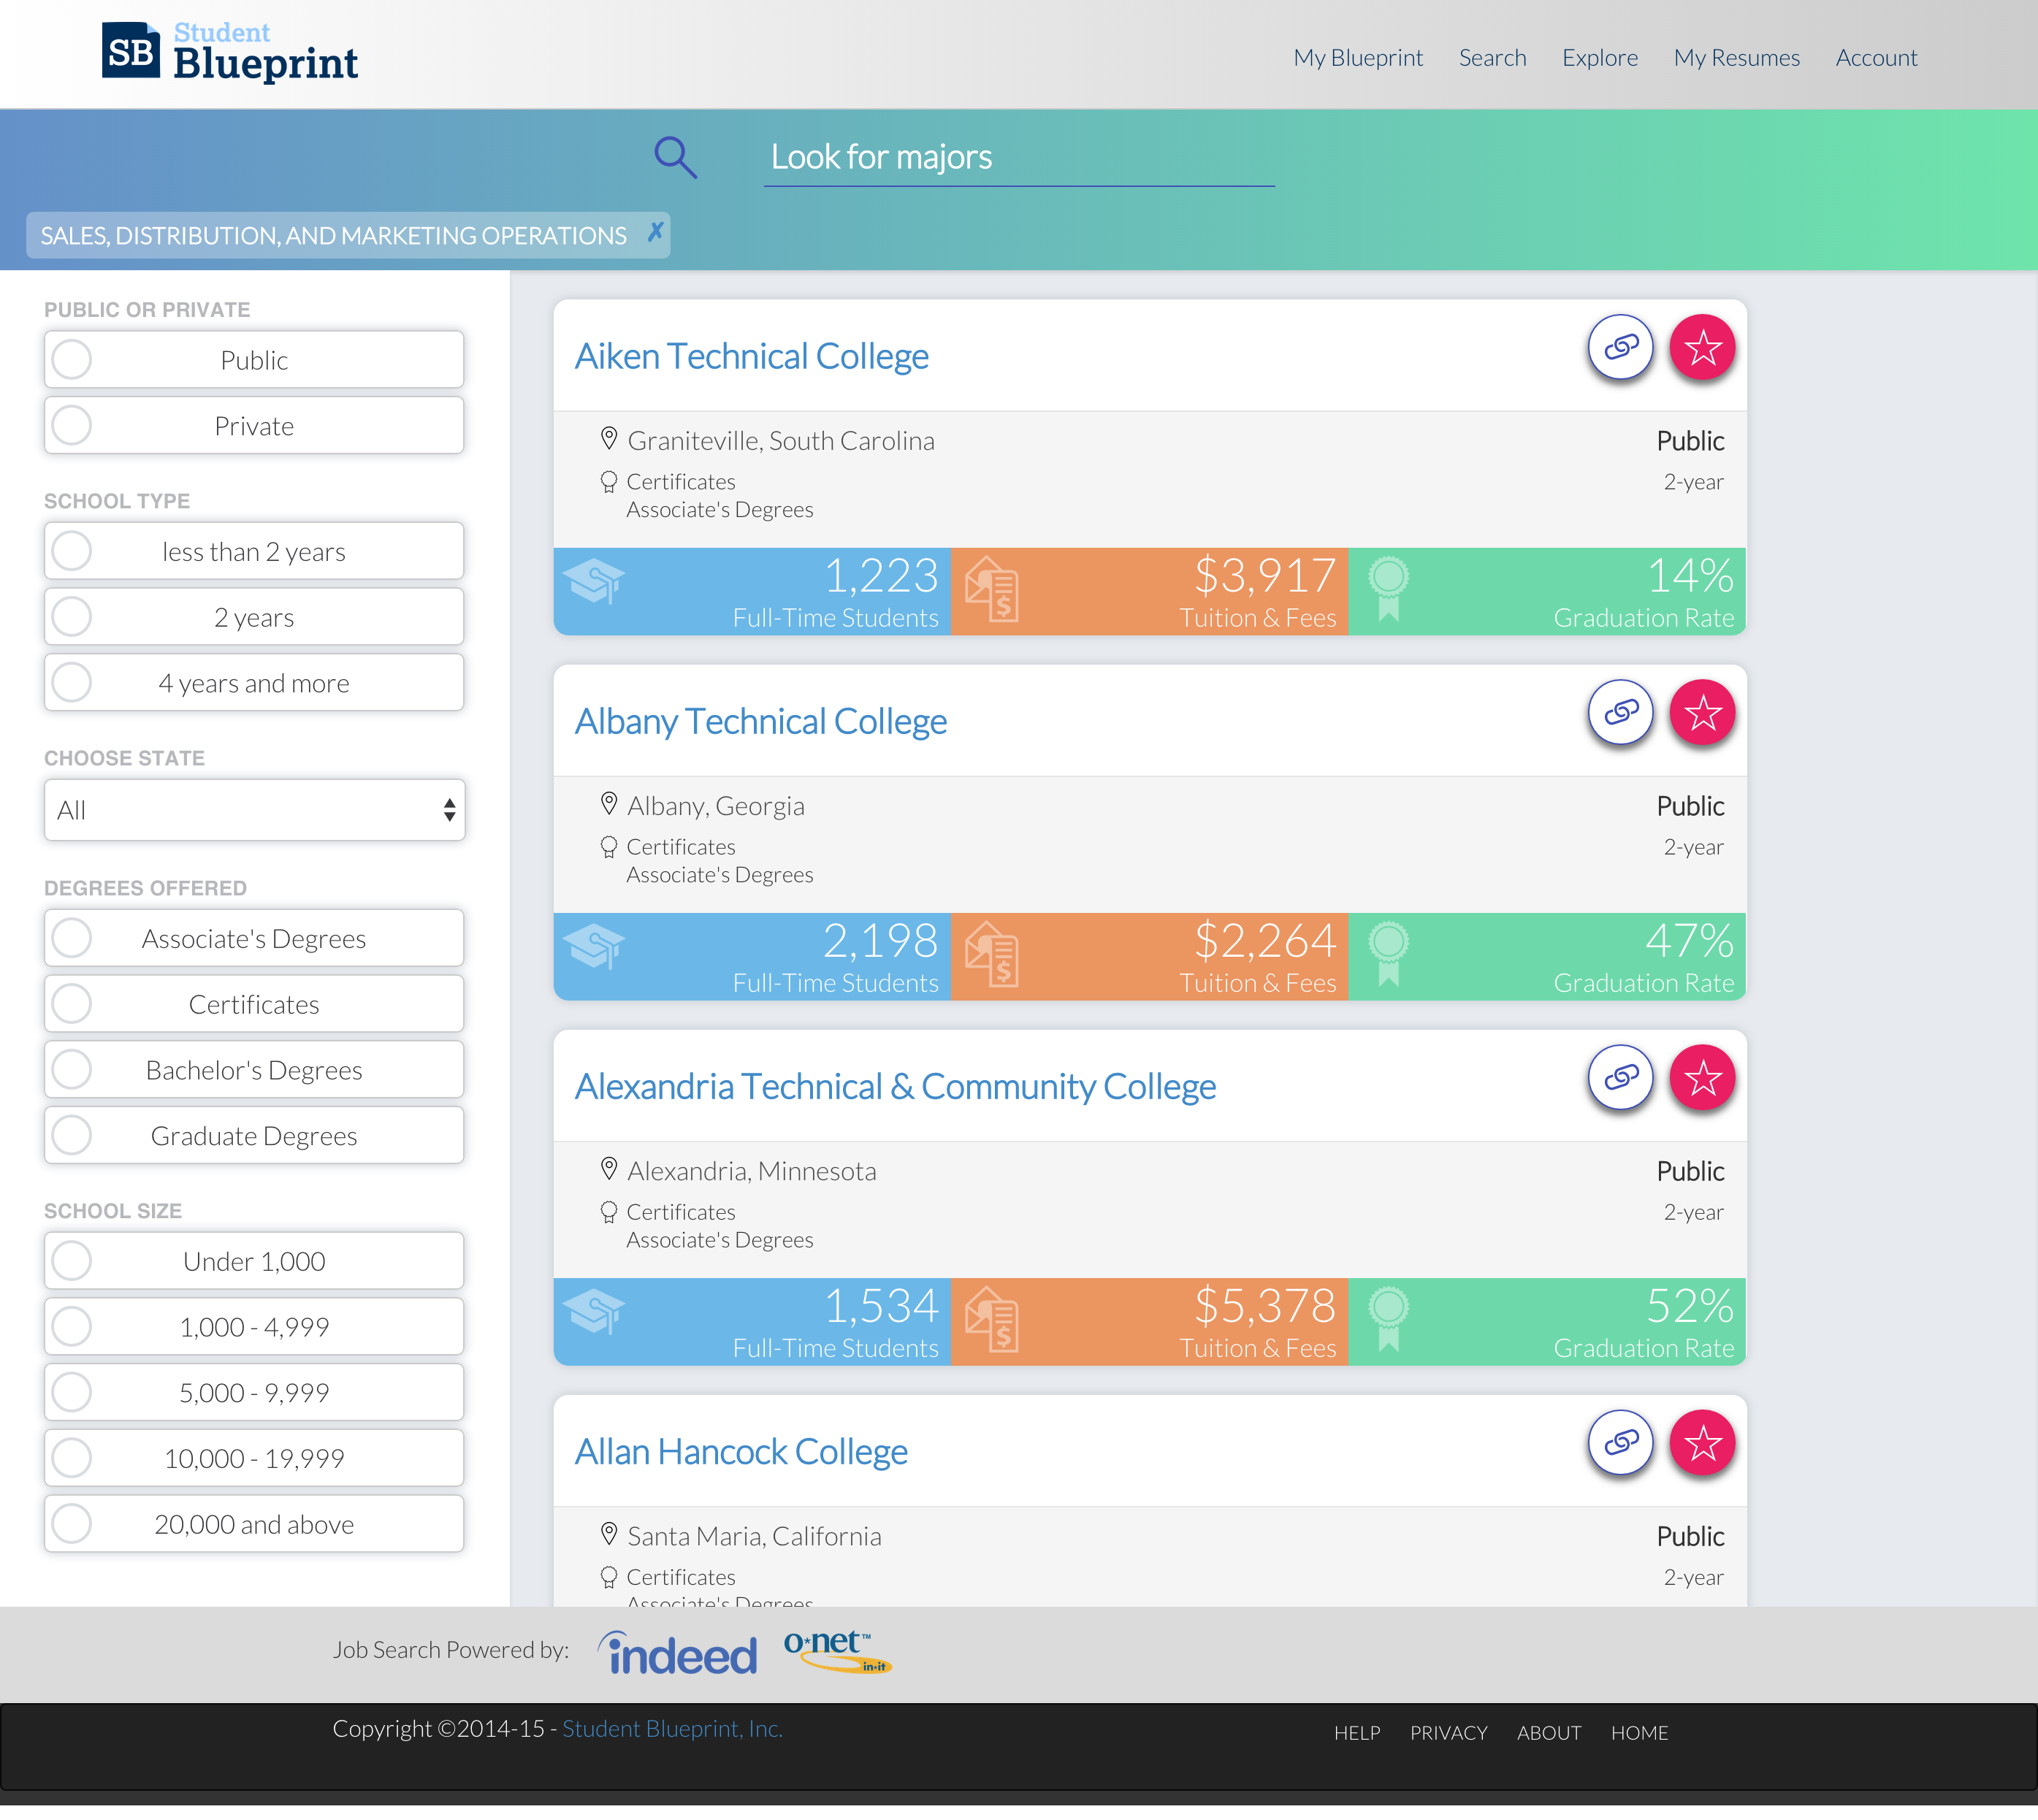 SB Student
Blueprint
My Blueprint Search Explore My Resumes Account
Look for majors
SALES, DISTRIBUTION, AND MARKETING OPERATIONS ✗
PUBLIC OR PRIVATE
Public
Private
SCHOOL TYPE
less than 2 years
2 years
4 years and more
CHOOSE STATE
All
DEGREES OFFERED
Associate's Degrees
Certificates
Bachelor's Degrees
Graduate Degrees
SCHOOL SIZE
Under 1,000
1,000 - 4,999
5,000 - 9,999
10,000 - 19,999
20,000 and above
Aiken Technical College
Graniteville, South Carolina Public
Certificates 2-year
Associate's Degrees
1,223 $3,917 14%
Full-Time Students Tuition & Fees Graduation Rate
Albany Technical College
Albany, Georgia Public
Certificates 2-year
Associate's Degrees
2,198 $2,264 47%
Full-Time Students Tuition & Fees Graduation Rate
Alexandria Technical & Community College
Alexandria, Minnesota Public
Certificates 2-year
Associate's Degrees
1,534 $5,378 52%
Full-Time Students Tuition & Fees Graduation Rate
Allan Hancock College
Santa Maria, California Public
Certificates 2-year
Associate's Degrees
Job Search Powered by: indeed o*net™ in-it
Copyright ©2014-15 - Student Blueprint, Inc. HELP PRIVACY ABOUT HOME